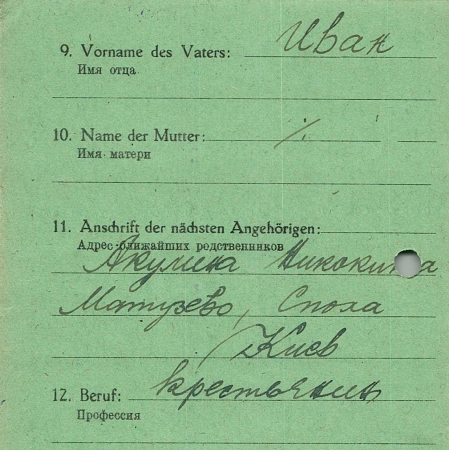 9. Vorname des Vaters: Иван
Имя отца
10. Name der Mutter: ·/.
Имя матери
11. Anschrift der nächsten Angehörigen:
Адрес ближайших родственников
Акулина
Матузево, Спола
Киев
12. Beruf: крестьянин
Профессия